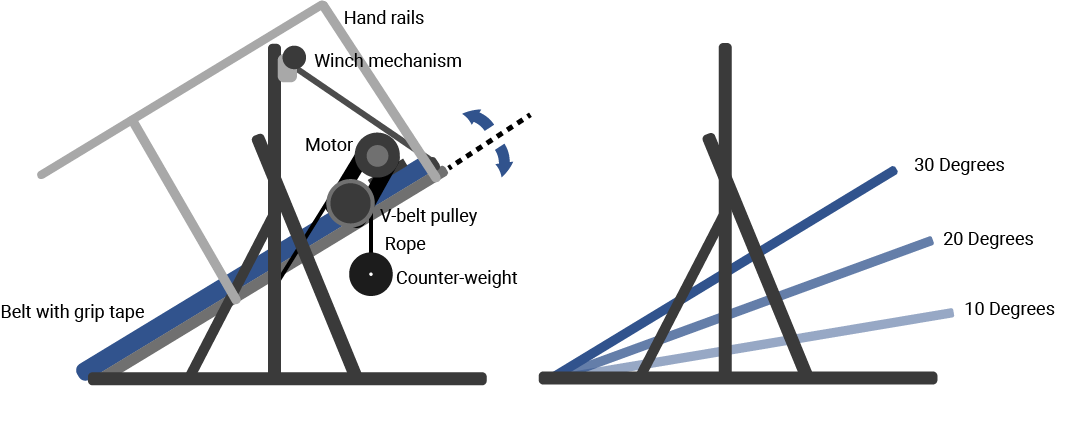 Hand rails
Winch mechanism
Motor
V-belt pulley
Rope
Counter-weight
Belt with grip tape
30 Degrees
20 Degrees
10 Degrees